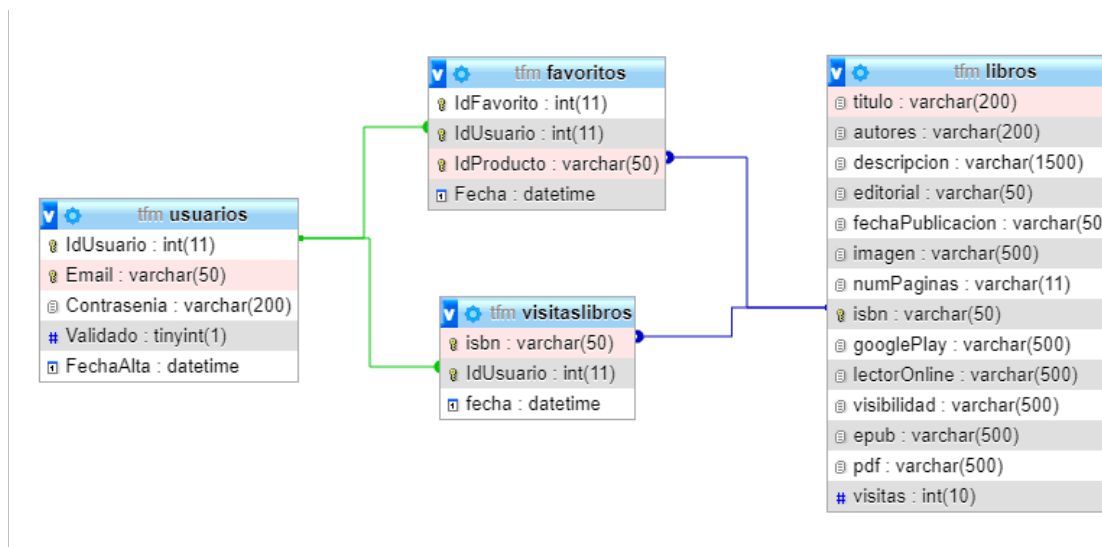 tfm usuarios
IdUsuario : int(11)
Email : varchar(50)
Contrasenia : varchar(200)
Validado : tinyint(1)
FechaAlta : datetime
tfm favoritos
IdFavorito : int(11)
IdUsuario : int(11)
IdProducto : varchar(50)
Fecha : datetime
tfm visitaslibros
isbn : varchar(50)
IdUsuario : int(11)
fecha : datetime
tfm libros
titulo : varchar(200)
autores : varchar(200)
descripcion : varchar(1500)
editorial : varchar(50)
fechaPublicacion : varchar(50
imagen : varchar(500)
numPaginas : varchar(11)
isbn : varchar(50)
googlePlay : varchar(500)
lectorOnline : varchar(500)
visibilidad : varchar(500)
epub : varchar(500)
pdf : varchar(500)
visitas : int(10)